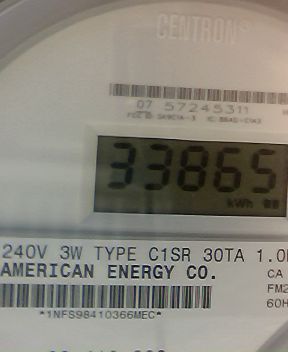 CENTRON®
07 57245311
33865
kWh
240V 3W TYPE C1SR 30TA 1.0
AMERICAN ENERGY CO.
CA
FM2
60H
*1NFS98410366MEC*